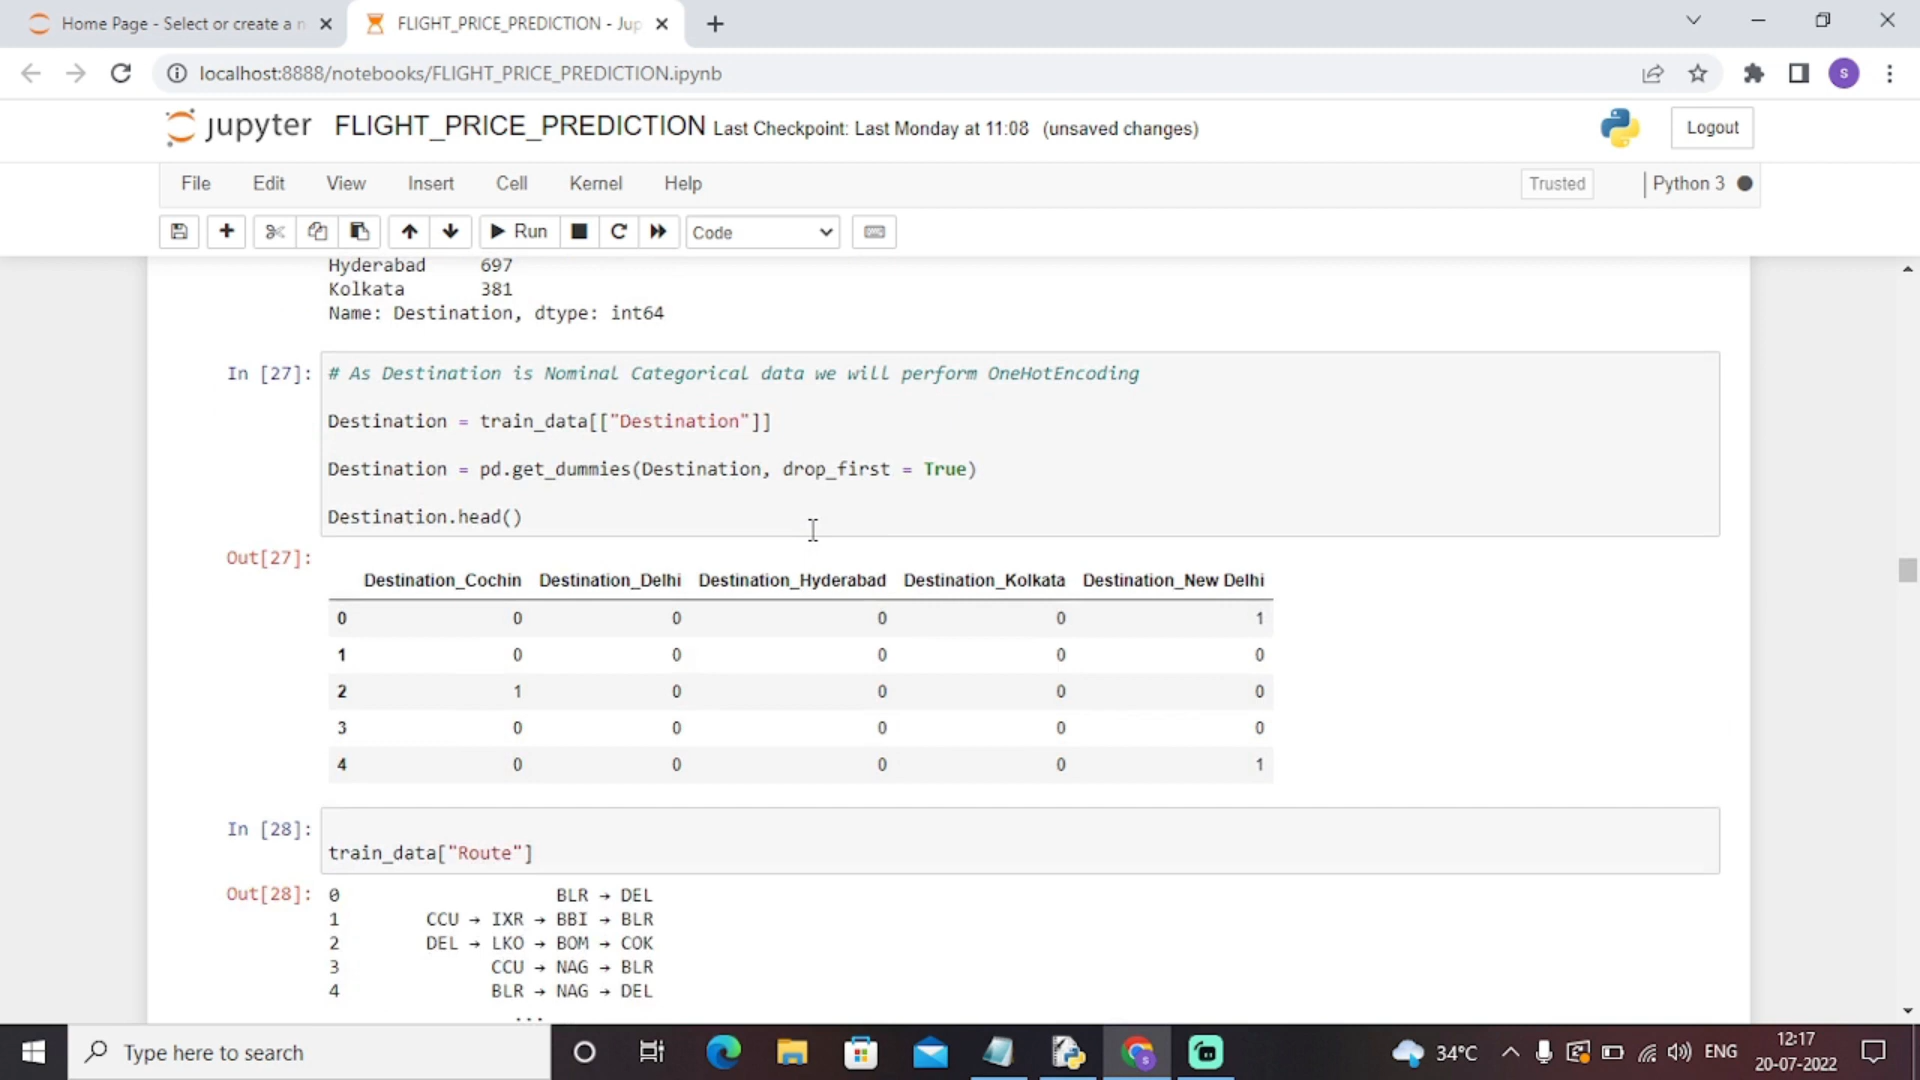 Home Page - Select or create a n
FLIGHT_PRICE_PREDICTION - Jup
localhost:8888/notebooks/FLIGHT_PRICE_PREDICTION.ipynb
s
jupyter FLIGHT_PRICE_PREDICTION Last Checkpoint: Last Monday at 11:08 (unsaved changes)
Logout
File Edit View Insert Cell Kernel Help
Trusted
Python 3
Run
Code
Hyderabad 697
Kolkata 381
Name: Destination, dtype: int64
In [27]: # As Destination is Nominal Categorical data we will perform OneHotEncoding
Destination = train_data[["Destination"]]
Destination = pd.get_dummies(Destination, drop_first = True)
Destination.head()
Out[27]:
Destination_Cochin Destination_Delhi Destination_Hyderabad Destination_Kolkata Destination_New Delhi
0 0 0 0 0 1
1 0 0 0 0 0
2 1 0 0 0 0
3 0 0 0 0 0
4 0 0 0 0 1
In [28]:
train_data["Route"]
Out[28]: 0 BLR → DEL
1 CCU → IXR → BBI → BLR
2 DEL → LKO → BOM → COK
3 CCU → NAG → BLR
4 BLR → NAG → DEL
...
Type here to search
34°C
ENG
12:17
20-07-2022